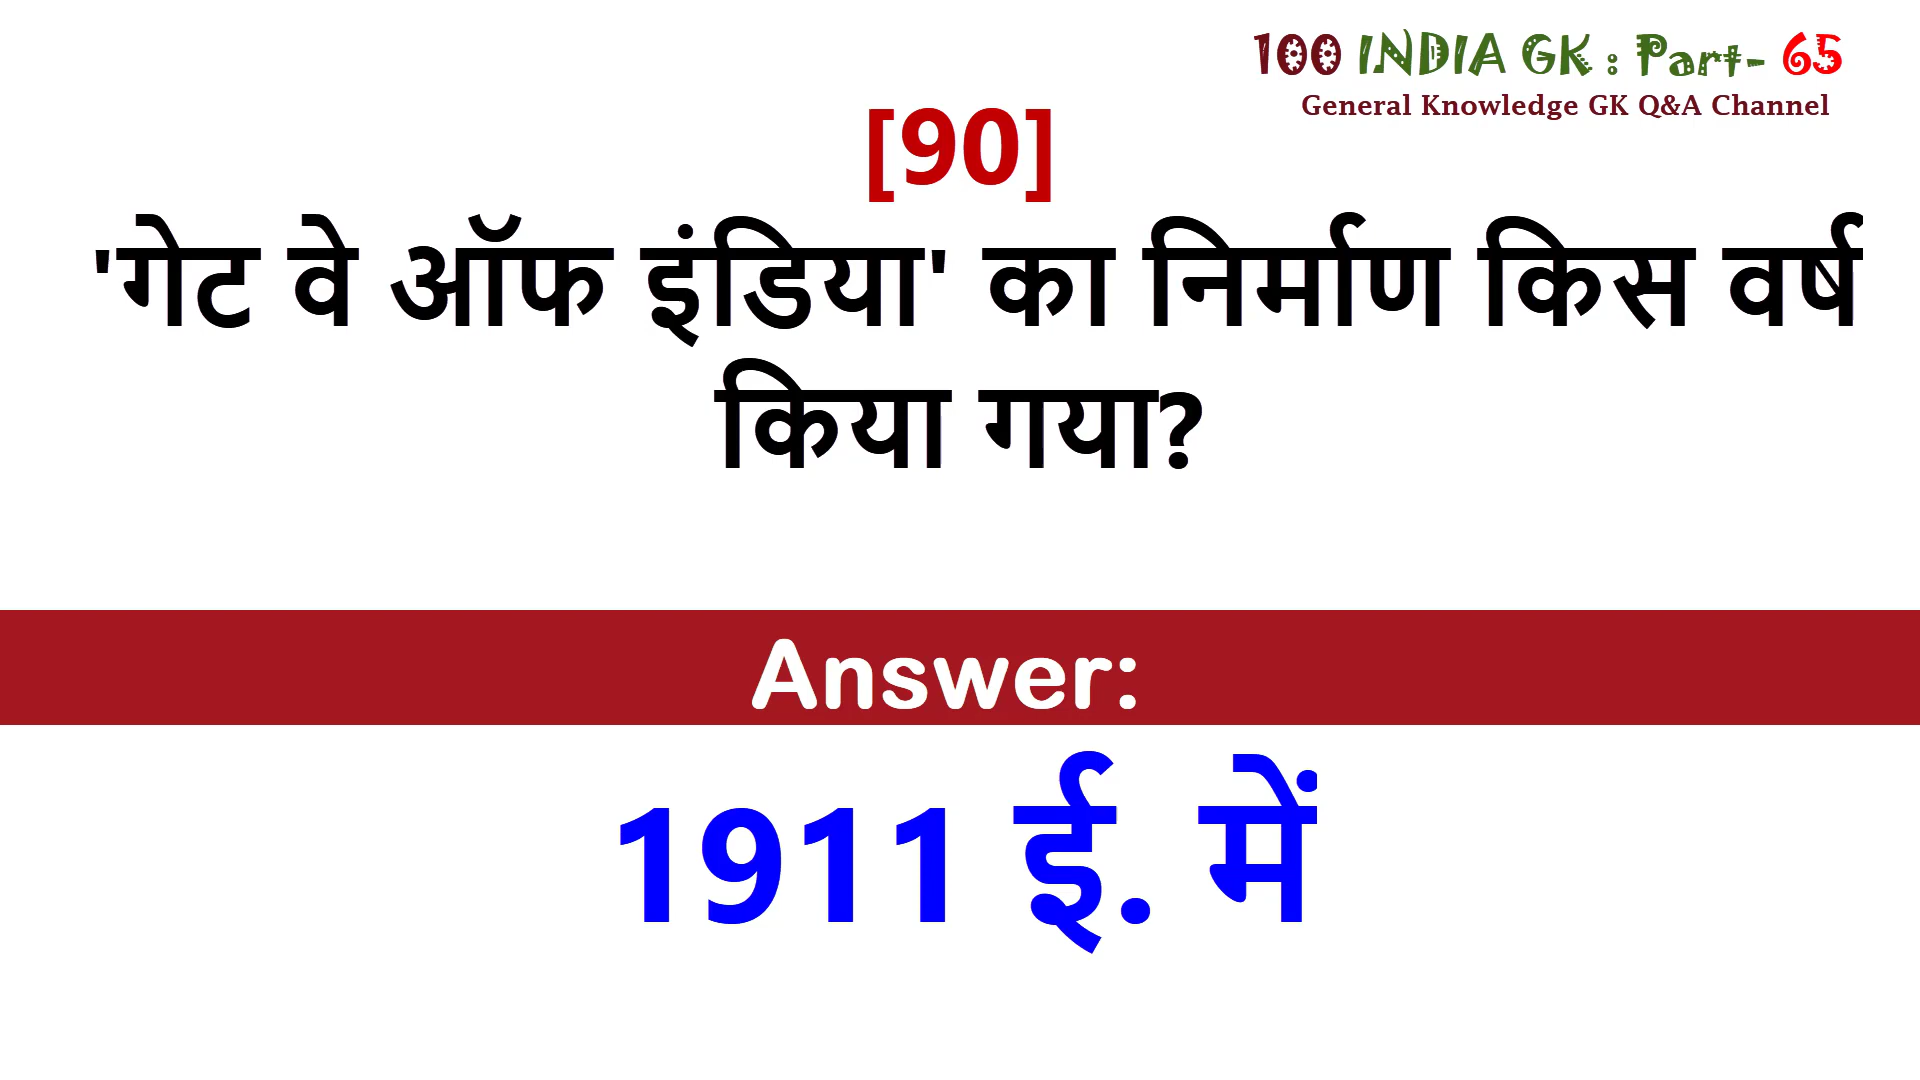 100 INDIA GK : Part- 65
General Knowledge GK Q&A Channel
[90]
'गेट वे ऑफ इंडिया' का निर्माण किस वर्ष
किया गया?
Answer:
1911 ई. में